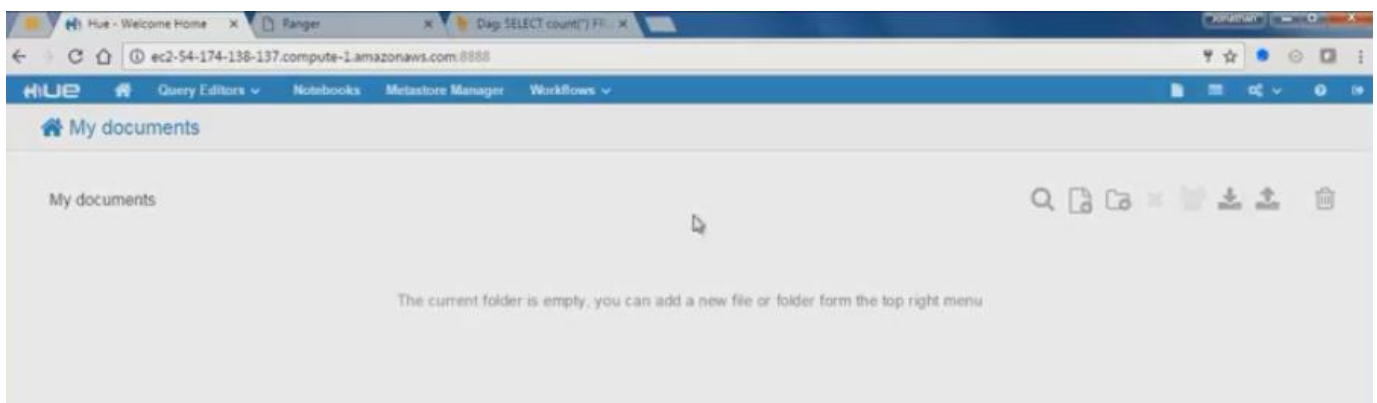 Hue - Welcome Home Ranger Dag: SELECT count(*) FR... Jonathan
ec2-54-174-138-137.compute-1.amazonaws.com:8888
HUE Query Editors Notebooks Metastore Manager Workflows
My documents
My documents
The current folder is empty, you can add a new file or folder form the top right menu